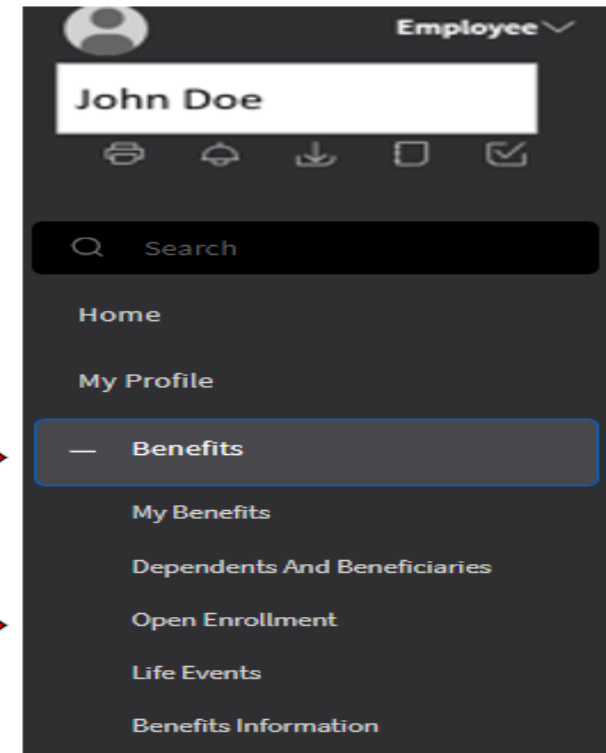 Employee
John Doe
Search
Home
My Profile
Benefits
My Benefits
Dependents And Beneficiaries
Open Enrollment
Life Events
Benefits Information